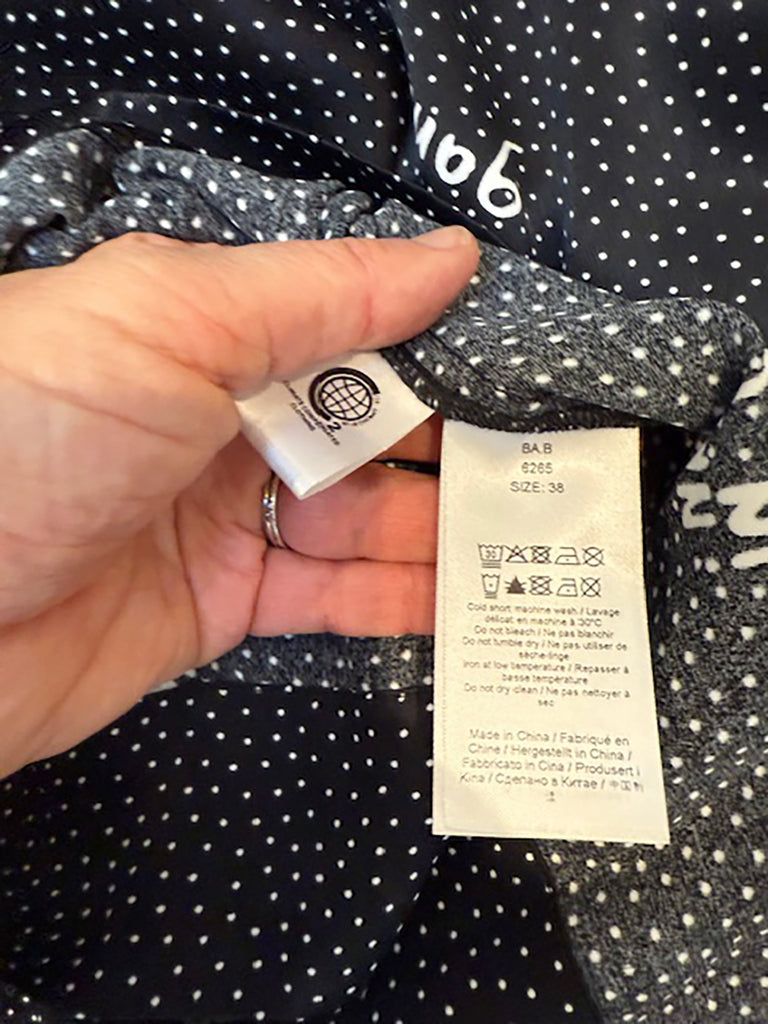 BA.B
6265
SIZE: 38
30
Cold short machine wash / Lavage
délicat en machine à 30°C
Do not bleach / Ne pas blanchir
Do not tumble dry / Ne pas utiliser de
sèche-linge
Iron at low temperature / Repasser à
basse température
Do not dry clean / Ne pas nettoyer à
sec
Made in China / Fabriqué en
Chine / Hergestellt in China /
Fabbricato in Cina / Produsert i
Kina / Сделано в Китае / 中国制
造